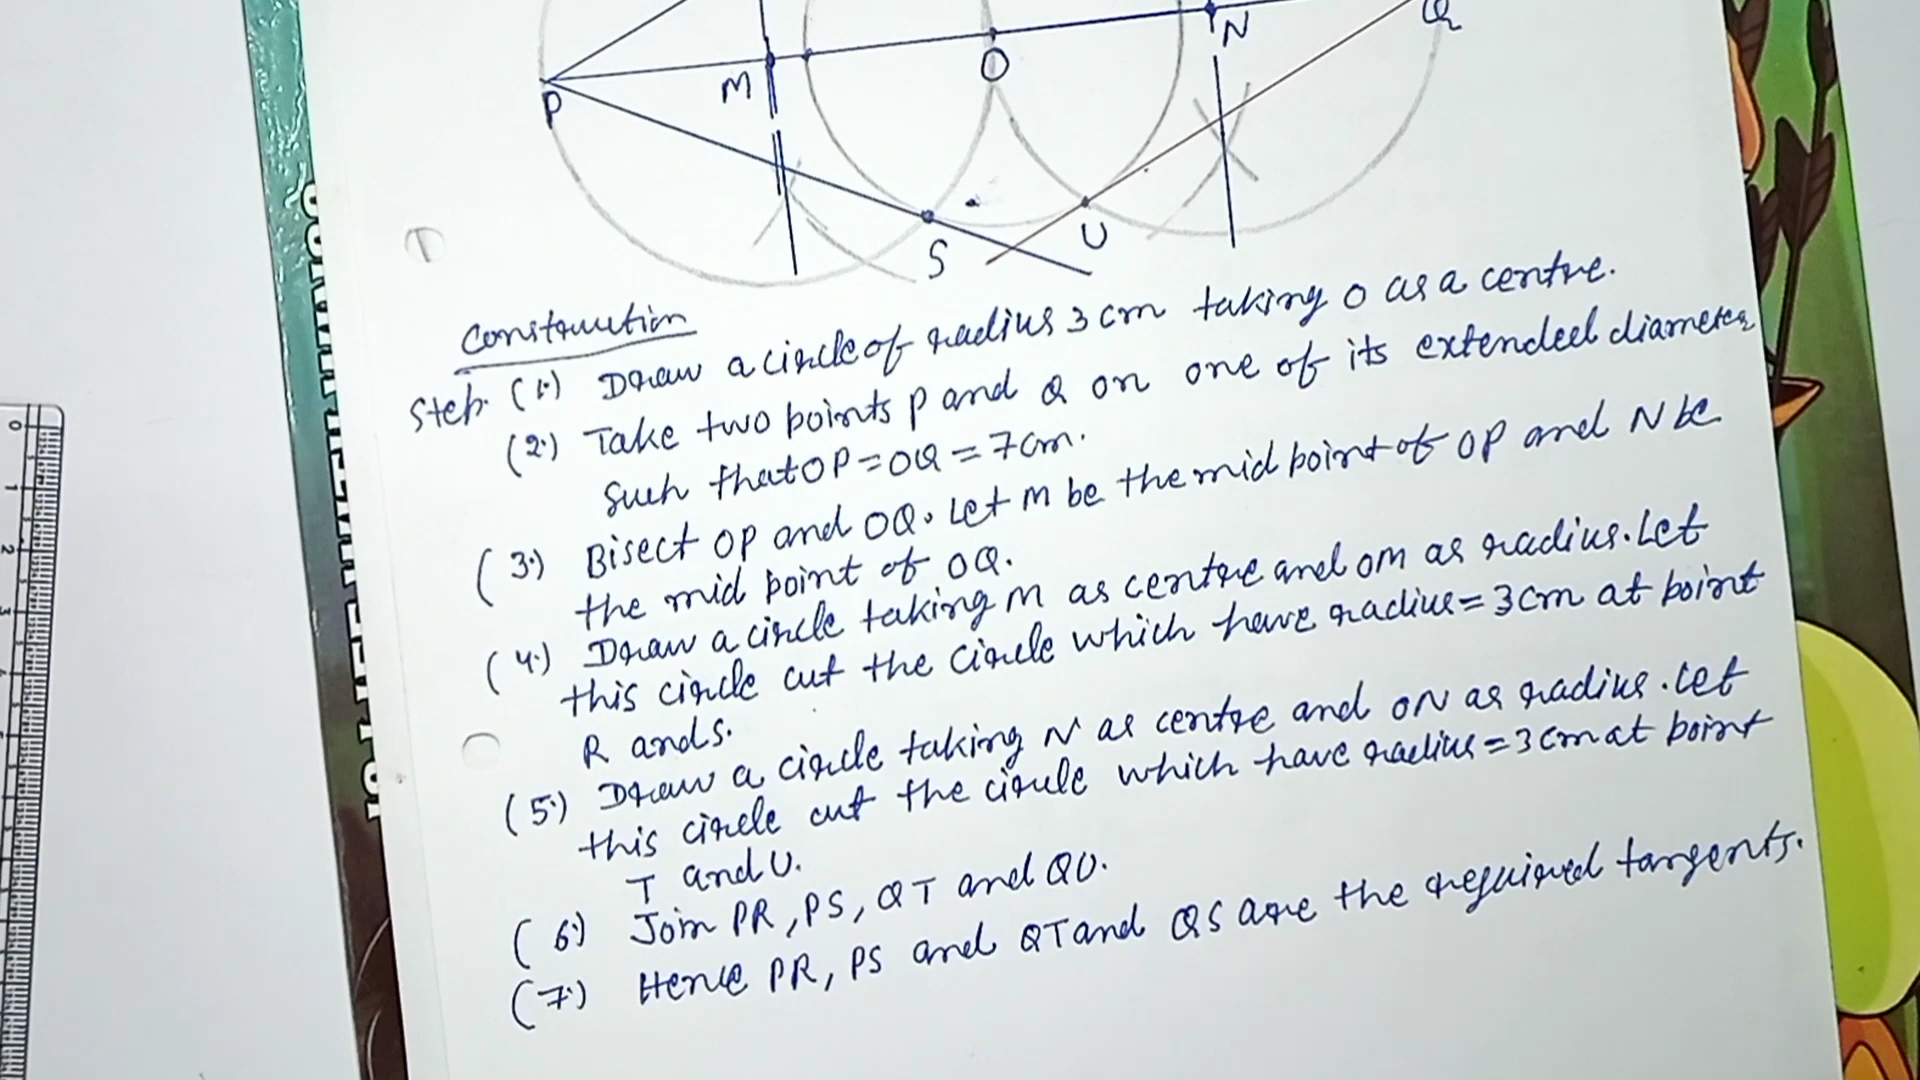 Q
N
O
M
P
S
U
Construction
Step. (1.) Draw a circle of radius 3 cm taking O as a centre.
(2.) Take two points P and Q on one of its extended diameter
such that OP = OQ = 7cm.
(3.) Bisect OP and OQ. Let M be the mid point of OP and N be
the mid point of OQ.
(4.) Draw a circle taking M as centre and OM as radius. Let
this circle cut the circle which have radius = 3cm at point
R and S.
(5.) Draw a circle taking N as centre and ON as radius. Let
this circle cut the circle which have radius = 3cm at point
T and U.
(6.) Join PR, PS, QT and QU.
(7.) Hence PR, PS and QT and QS are the required tangents.
0
1
2
3